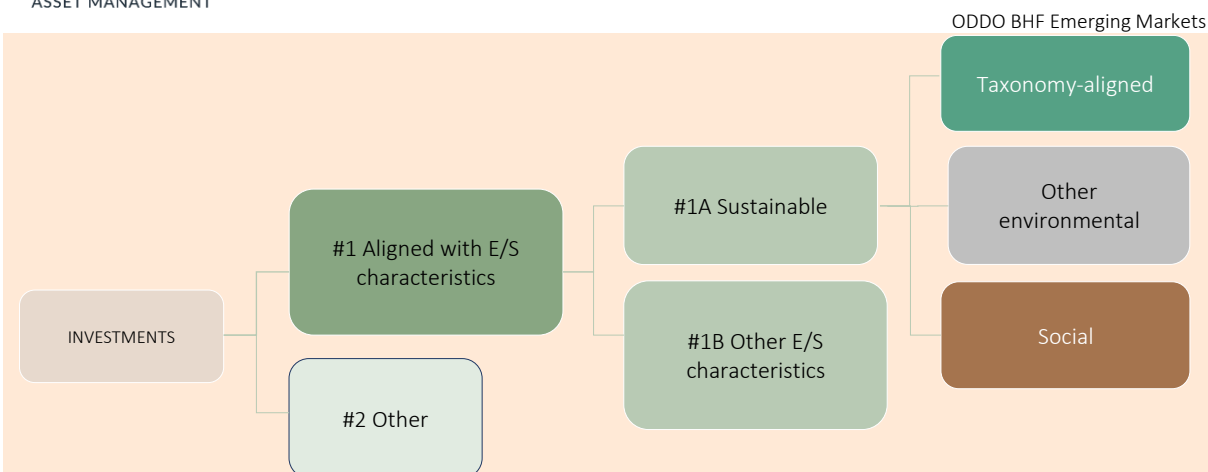 ASSET MANAGEMENT
ODDO BHF Emerging Markets
Taxonomy-aligned
#1A Sustainable
Other
environmental
#1 Aligned with E/S
characteristics
INVESTMENTS
#1B Other E/S
characteristics
Social
#2 Other